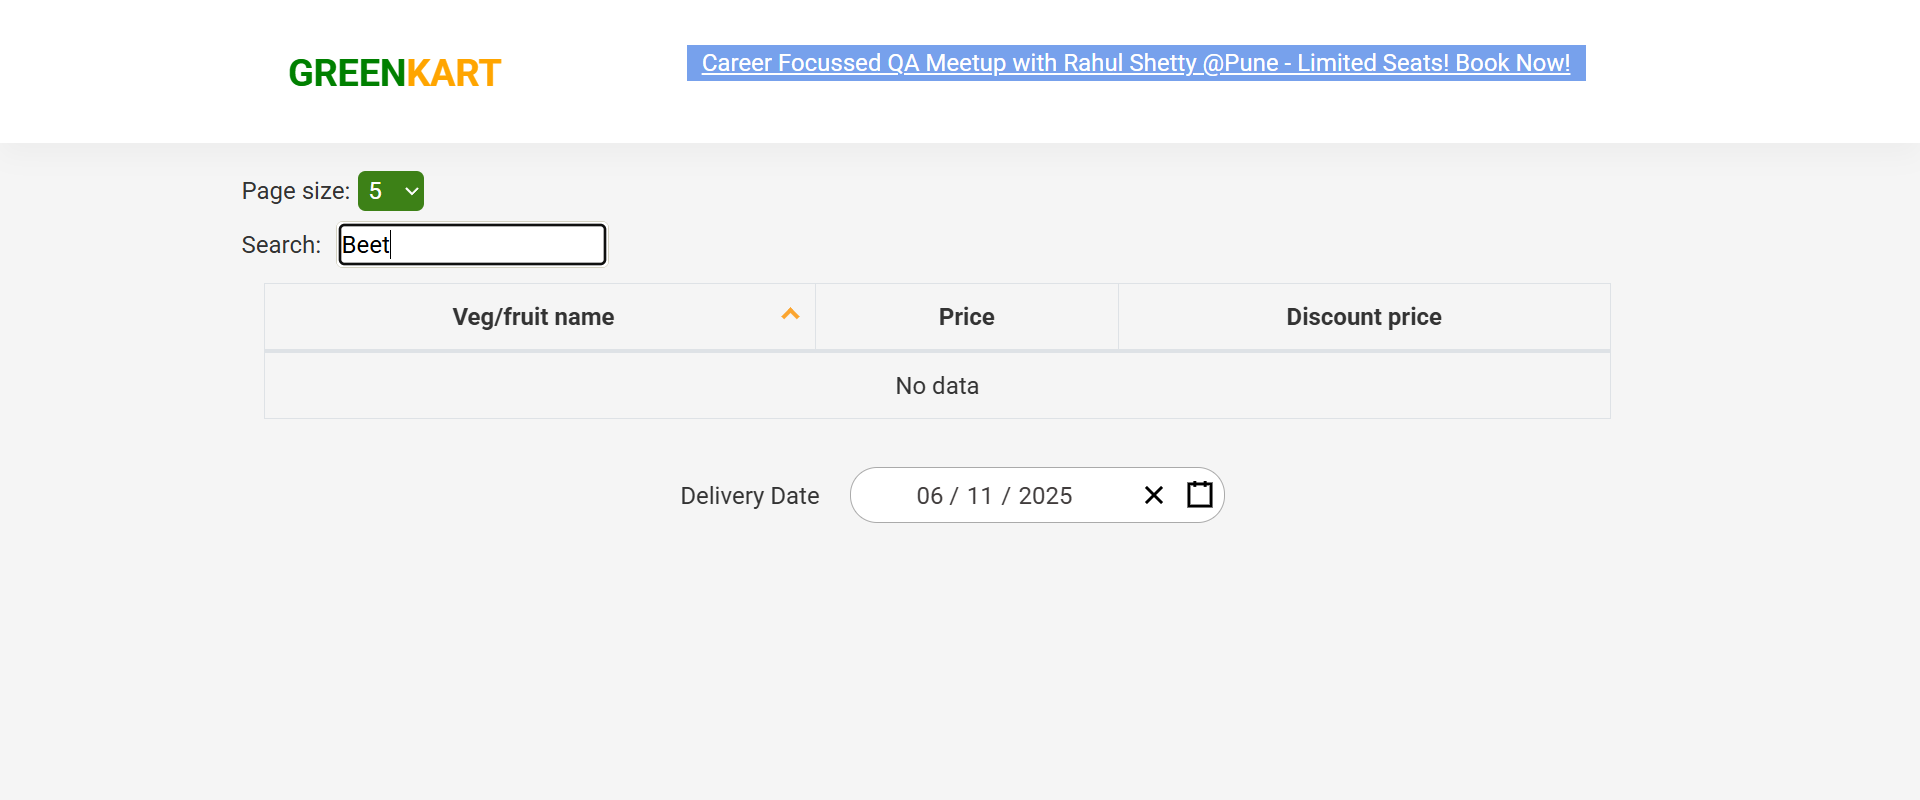 GREENKART
Career Focussed QA Meetup with Rahul Shetty @Pune - Limited Seats! Book Now!
Page size: 5
Search: Beet
Veg/fruit name Price Discount price
No data
Delivery Date 06 / 11 / 2025